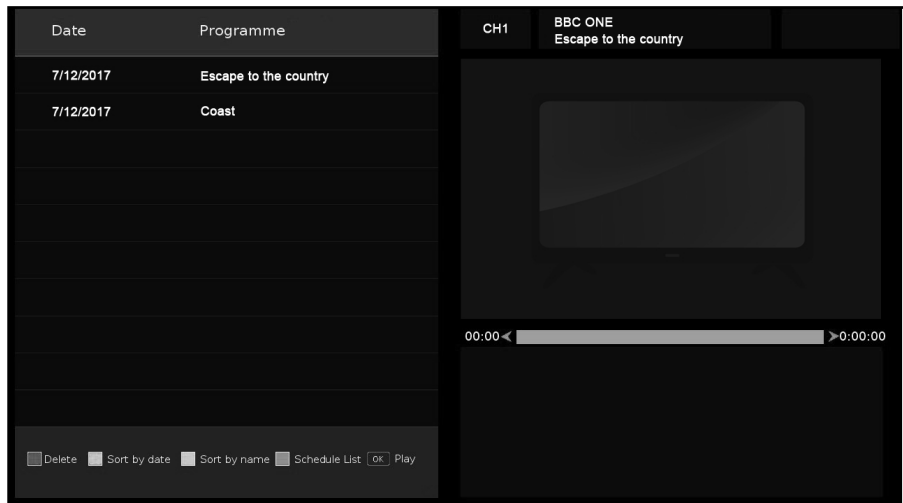 Date Programme
7/12/2017 Escape to the country
7/12/2017 Coast
Delete Sort by date Sort by name Schedule List OK Play
CH1
BBC ONE
Escape to the country
00:00 0:00:00